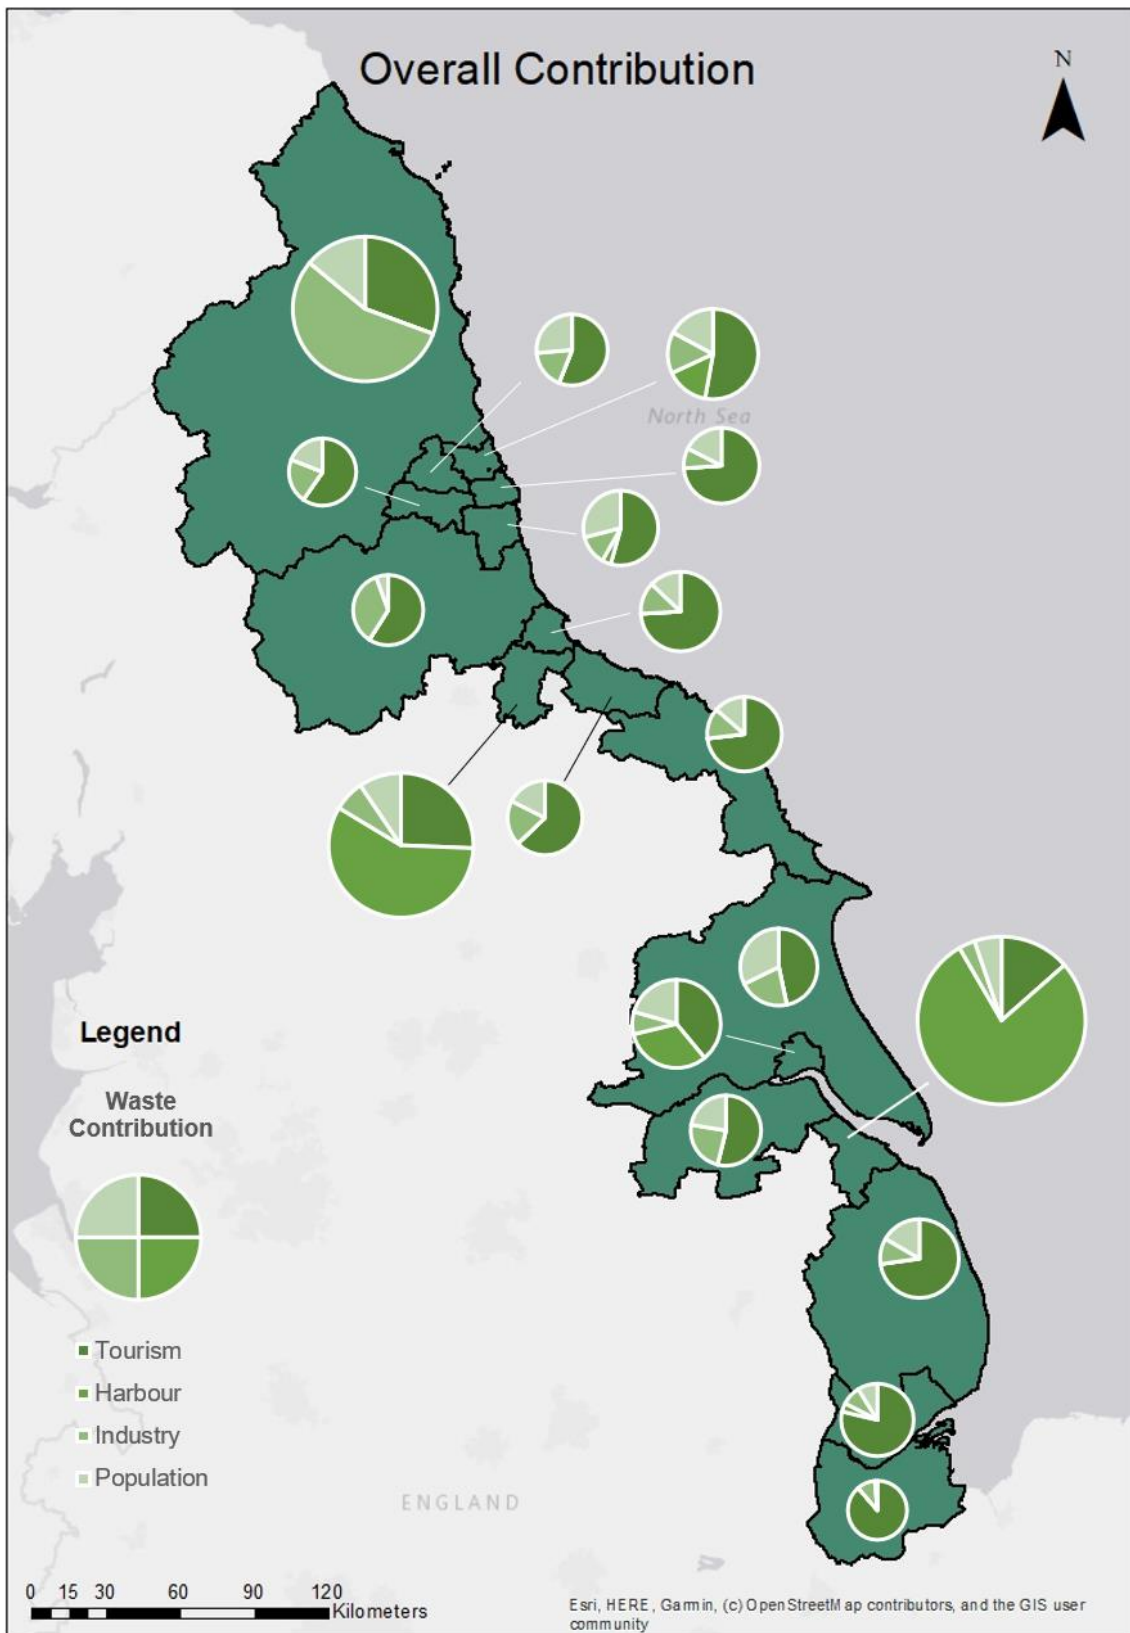 Overall Contribution
N
North Sea
Legend
Waste
Contribution
Tourism
Harbour
Industry
Population
ENGLAND
0 15 30 60 90 120
Kilometers
Esri, HERE, Garmin, (c) OpenStreetMap contributors, and the GIS user
community